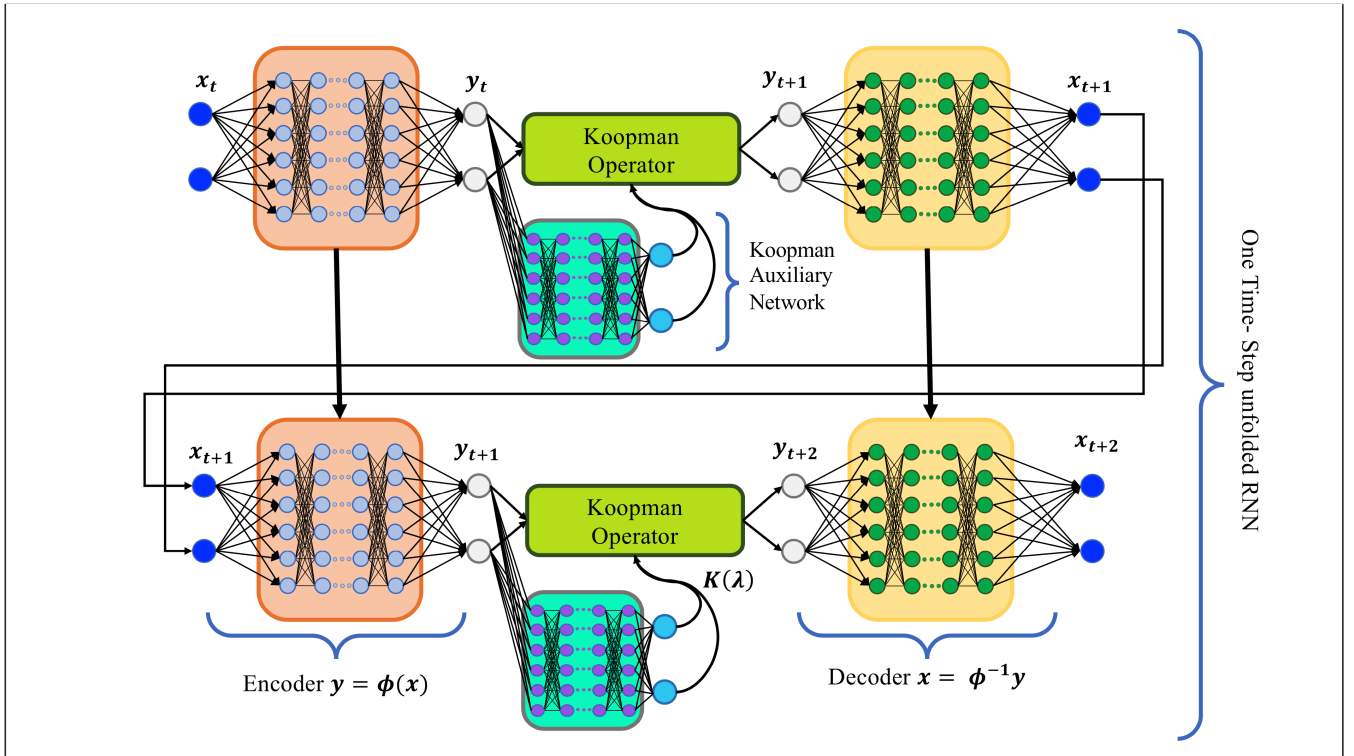 x_t
y_t
y_{t+1}
x_{t+1}
Koopman
Operator
Koopman
Auxiliary
Network
One Time- Step unfolded RNN
x_{t+1}
y_{t+1}
y_{t+2}
x_{t+2}
Koopman
Operator
K(λ)
Encoder y = ϕ(x)
Decoder x = ϕ^{-1}y